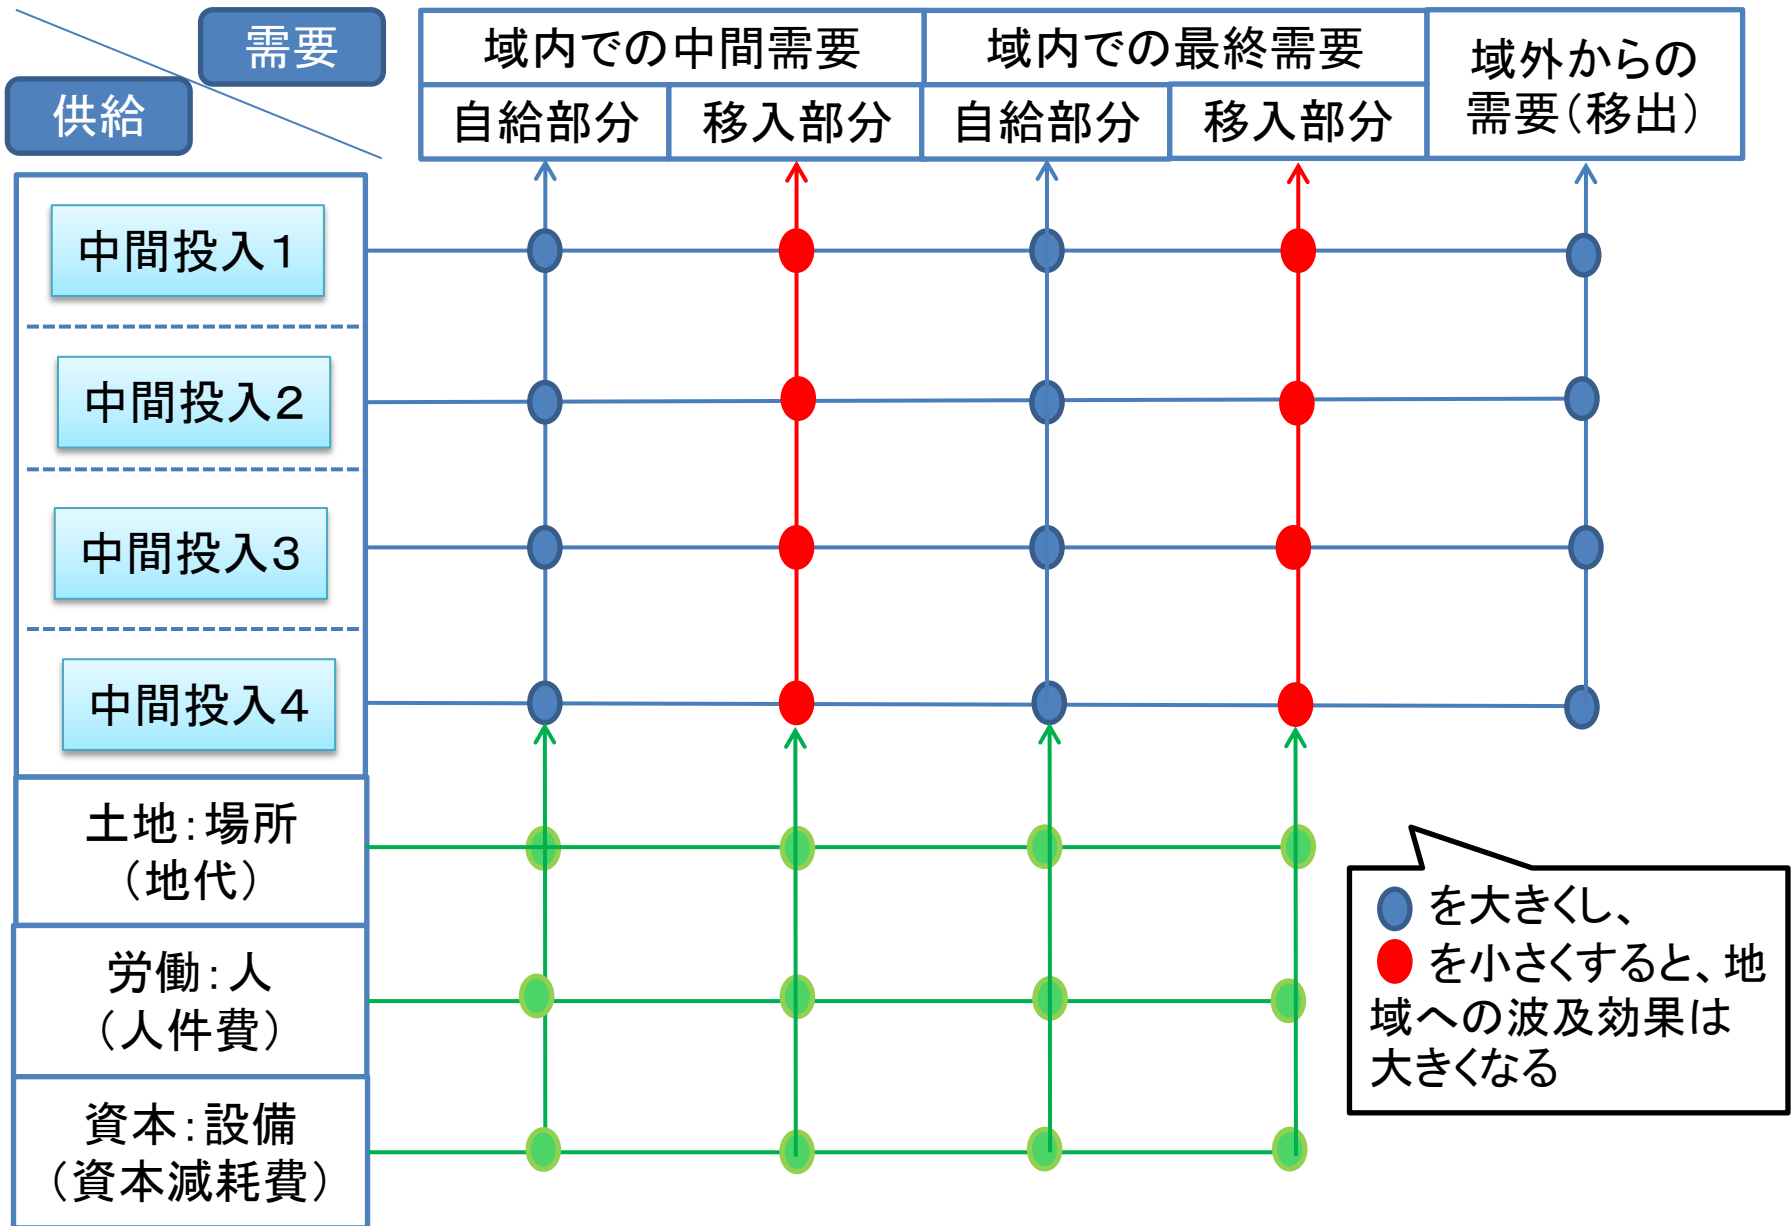 需要
供給
域内での中間需要
域内での最終需要
域外からの
需要（移出）
自給部分
移入部分
自給部分
移入部分
中間投入１
中間投入２
中間投入３
中間投入４
土地：場所
（地代）
労働：人
（人件費）
資本：設備
（資本減耗費）
を大きくし、
を小さくすると、地
域への波及効果は
大きくなる